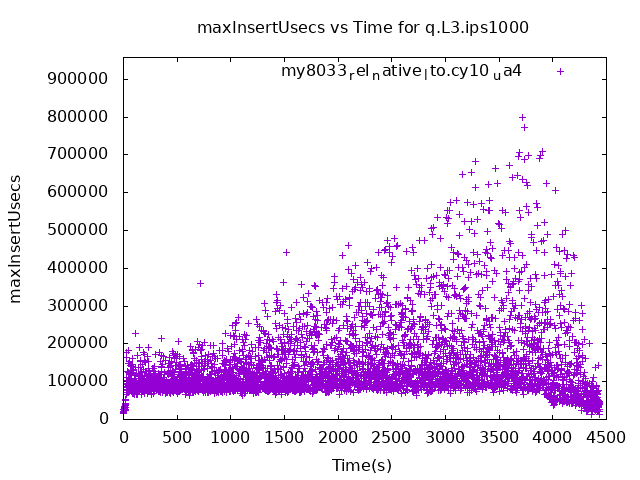 maxInsertUsecs vs Time for q.L3.ips1000
my8033relnativelto.cy10ua4
900000
800000
700000
600000
500000
400000
300000
200000
100000
0
maxInsertUsecs
0 500 1000 1500 2000 2500 3000 3500 4000 4500
Time(s)